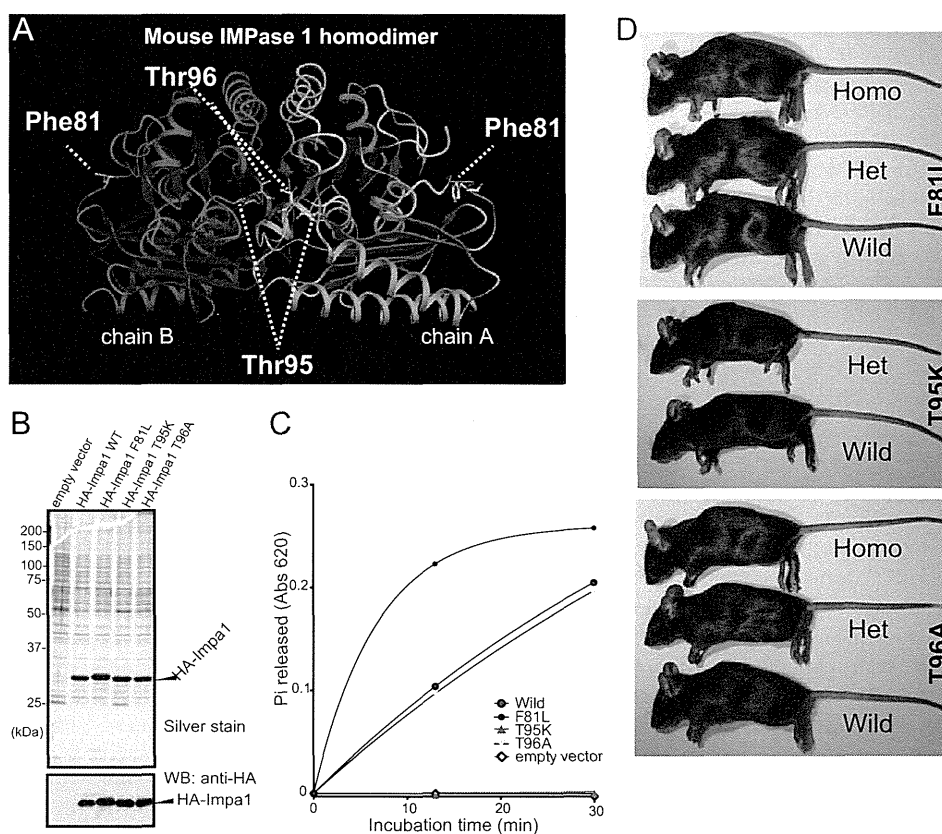 A
Mouse IMPase 1 homodimer
Thr96
Phe81
Phe81
chain B
chain A
Thr95
B
empty vector
HA-Impa1 WT
HA-Impa1 F81L
HA-Impa1 T95K
HA-Impa1 T96A
200-
150-
100-
75-
50-
37-
25-
(kDa)
HA-Impa1
Silver stain
WB: anti-HA
HA-Impa1
C
Pi released (Abs 620)
0.3
0.2
0.1
0
0
10
20
30
Incubation time (min)
Wild
F81L
T95K
T96A
empty vector
D
Homo
Het
Wild
F81L
Het
Wild
T95K
Homo
Het
Wild
T96A